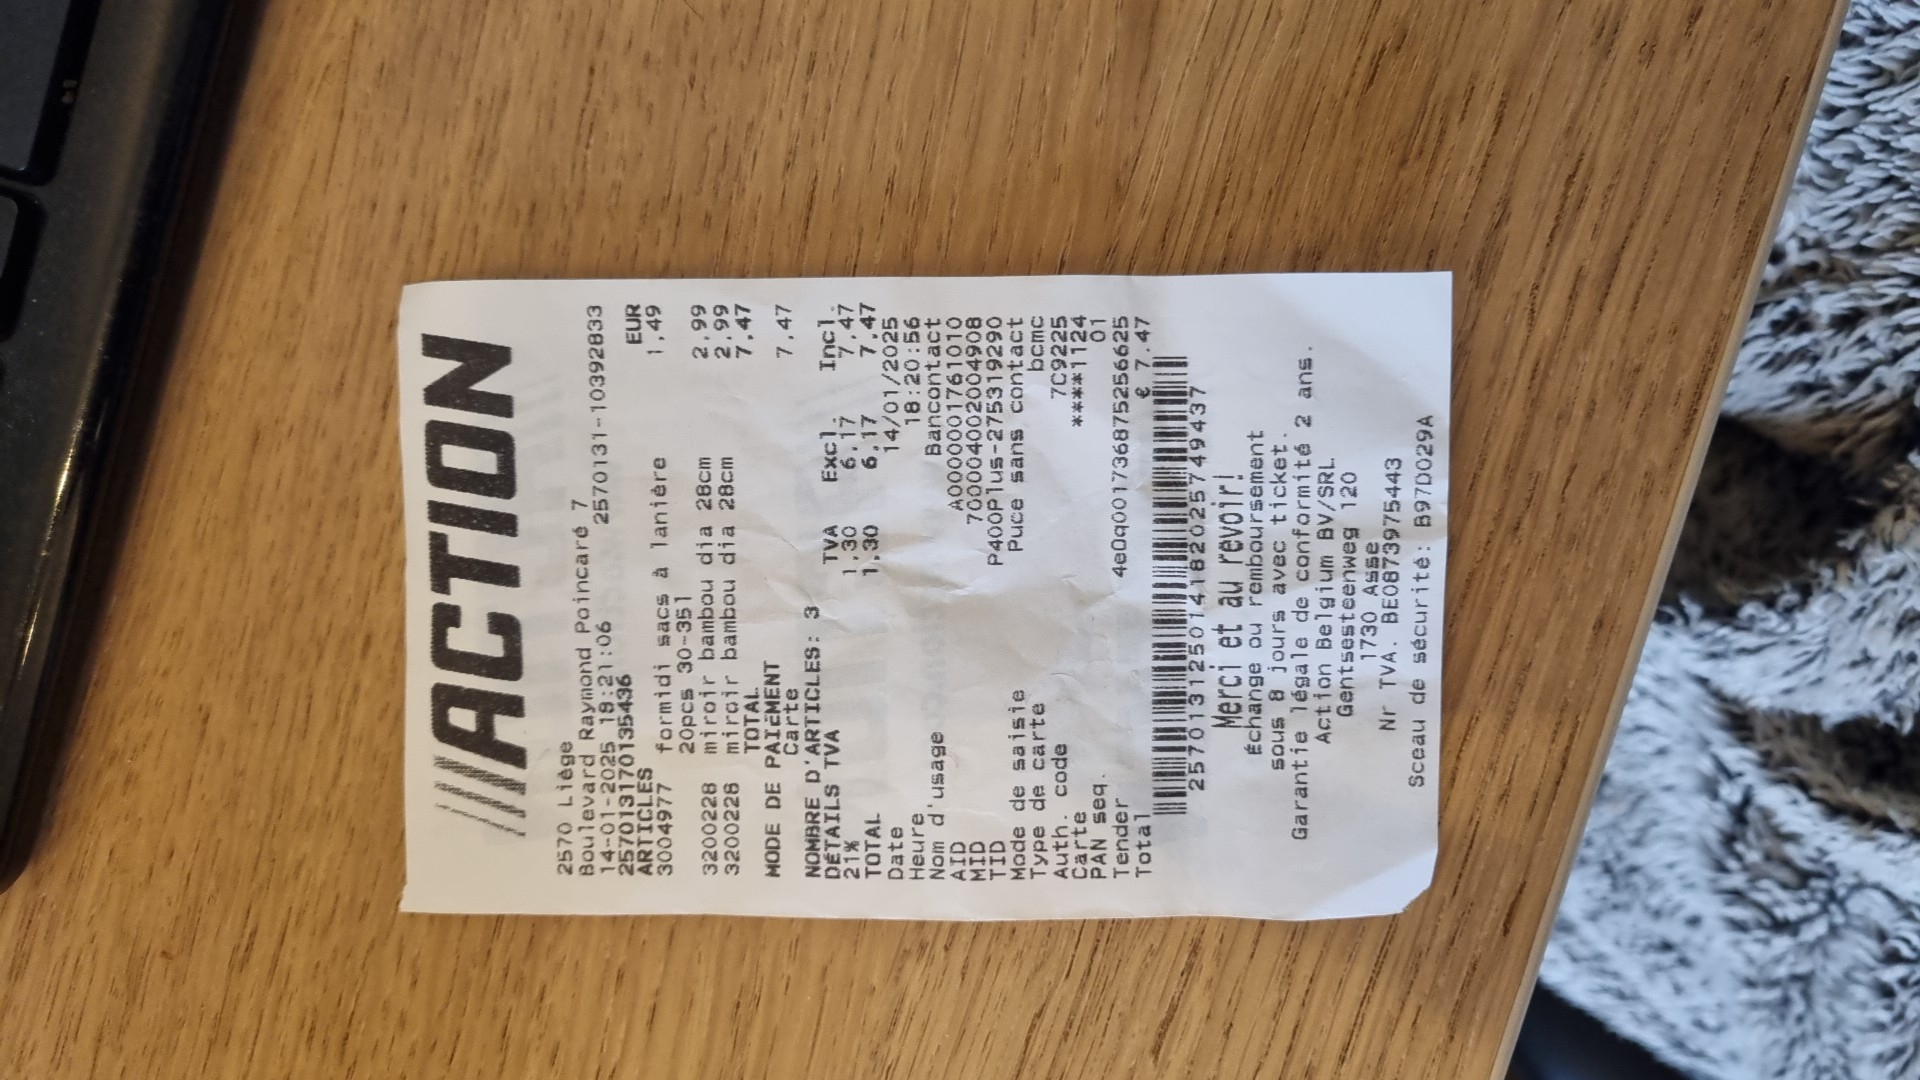 ACTION
2570 Liège
Boulevard Raymond Poincaré 7
14-01-2025 18:21:06 2570131-10392833
2570131701354​36
ARTICLES EUR
3004977 formidi sacs à lanière 1,49
20pcs 30-35l
3200228 miroir bambou dia 28cm 2,99
3200228 miroir bambou dia 28cm 2,99
TOTAL 7,47
MODE DE PAIEMENT
Carte 7,47
NOMBRE D'ARTICLES: 3
DÉTAILS TVA TVA Excl. Incl.
21% 1,30 6,17 7,47
TOTAL 1,30 6,17 7,47
Date 14/01/2025
Heure 18:20:56
Nom d'usage Bancontact
AID A0000001761010
MID 70000402004908
TID P400Plus-275319290
Mode de saisie Puce sans contact
Type de carte bcmc
Auth. code 7C9225
Carte ****1124
PAN seq. 01
Tender 4e0q001736875256625
Total € 7.47
257013125014182025749437
Merci et au revoir!
Échange ou remboursement
sous 8 jours avec ticket.
Garantie légale de conformité 2 ans.
Action Belgium BV/SRL
Gentsesteenweg 120
1730 Asse
Nr TVA. BE0873975443
Sceau de sécurité: B97D029A